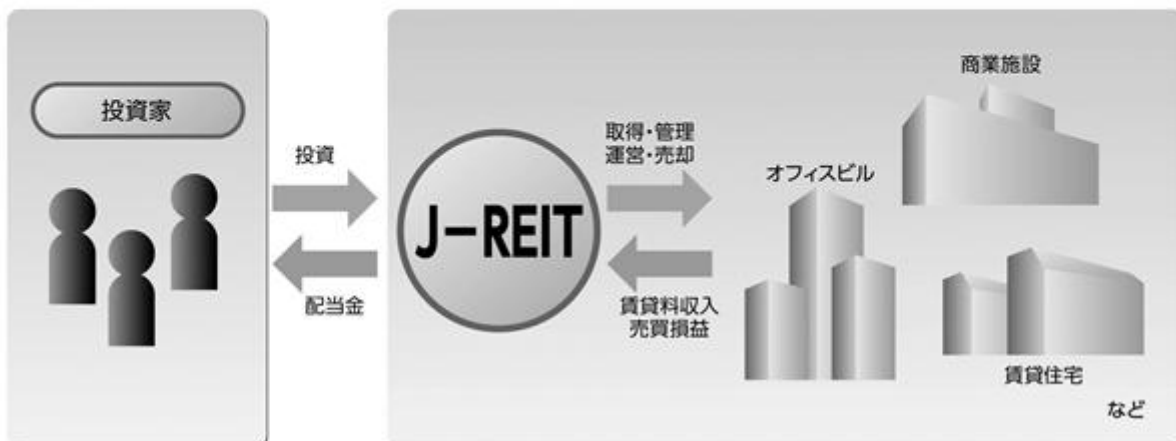 投資家
投資
配当金
J-REIT
取得・管理
運営・売却
賃貸料収入
売買損益
商業施設
オフィスビル
賃貸住宅
など